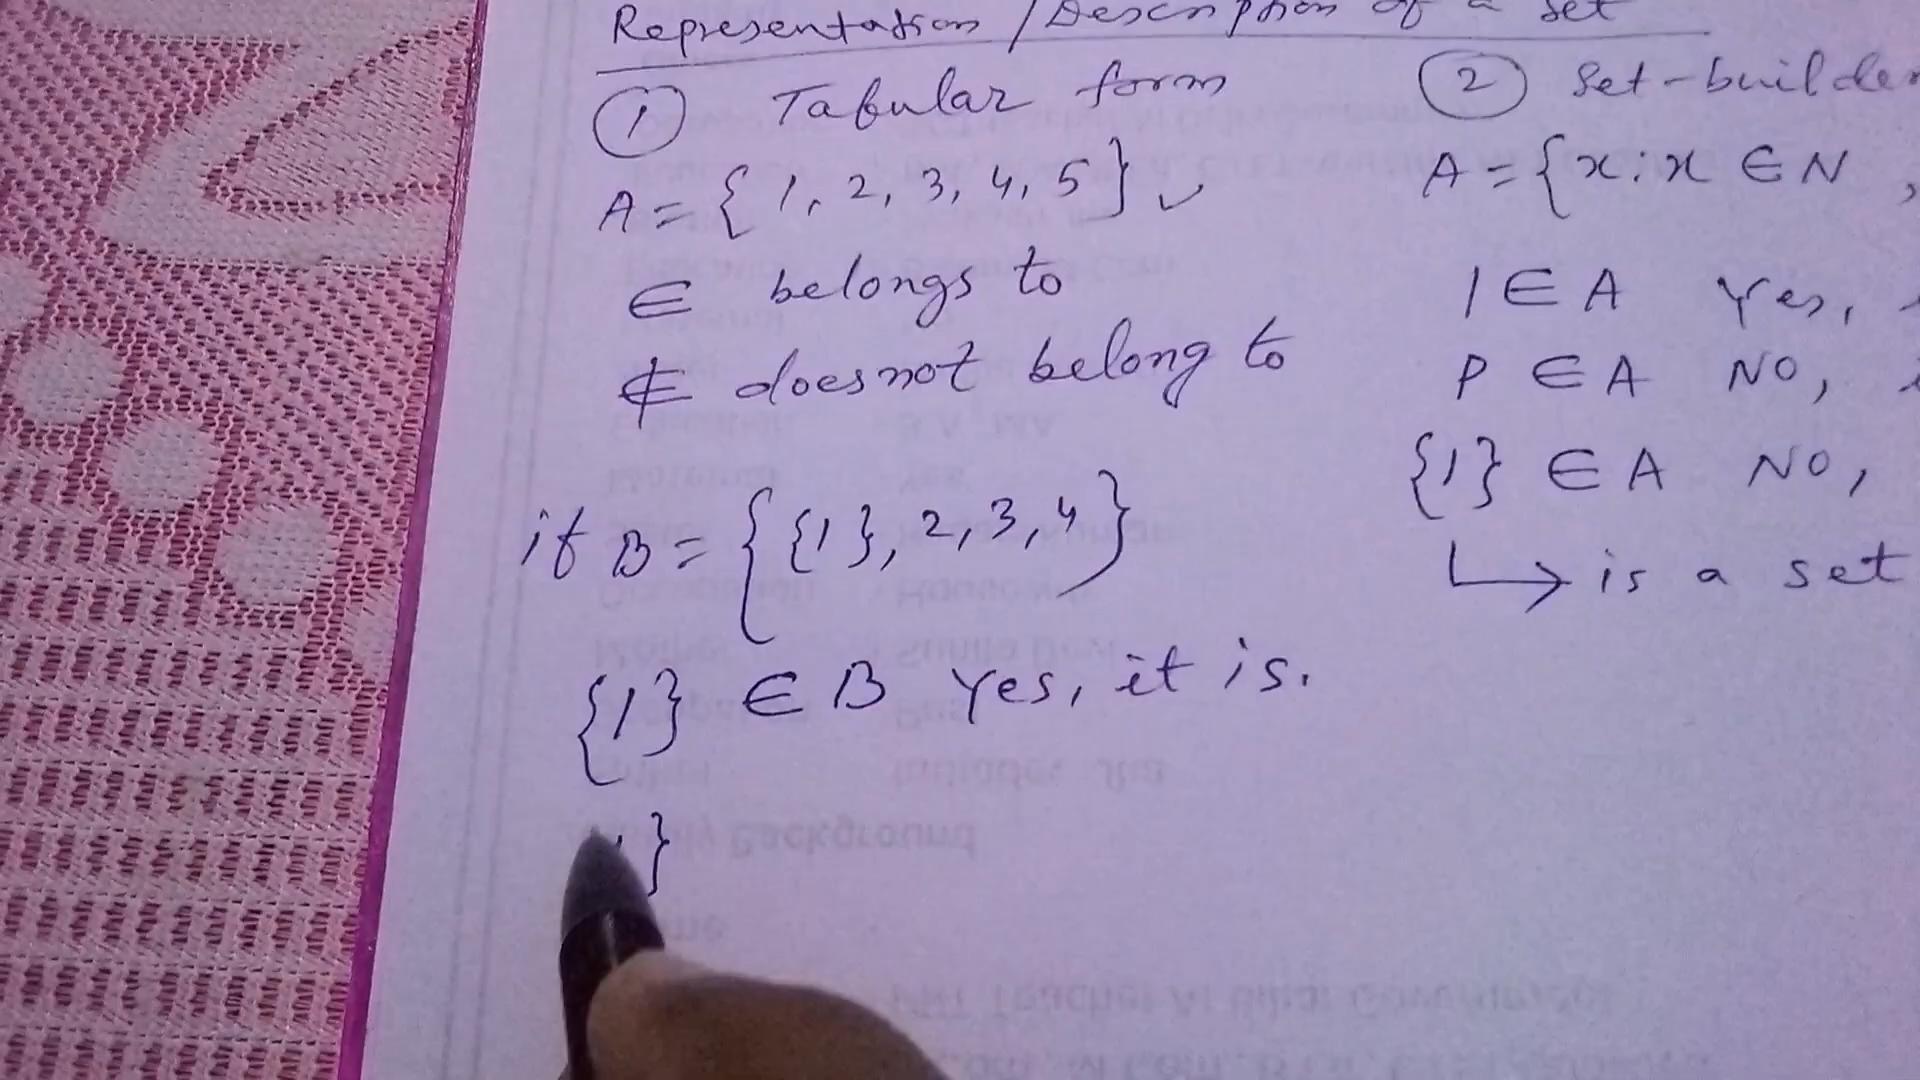 Representation / Description of a set
① Tabular form
A = { 1, 2, 3, 4, 5 } ✓
∈ belongs to
∉ does not belong to
if B = { {1}, 2, 3, 4 }
{1} ∈ B Yes, it is.
}
② Set-builder
A = { x : x ∈ N ,
1 ∈ A Yes,
P ∈ A NO,
{1} ∈ A NO,
↳ is a set